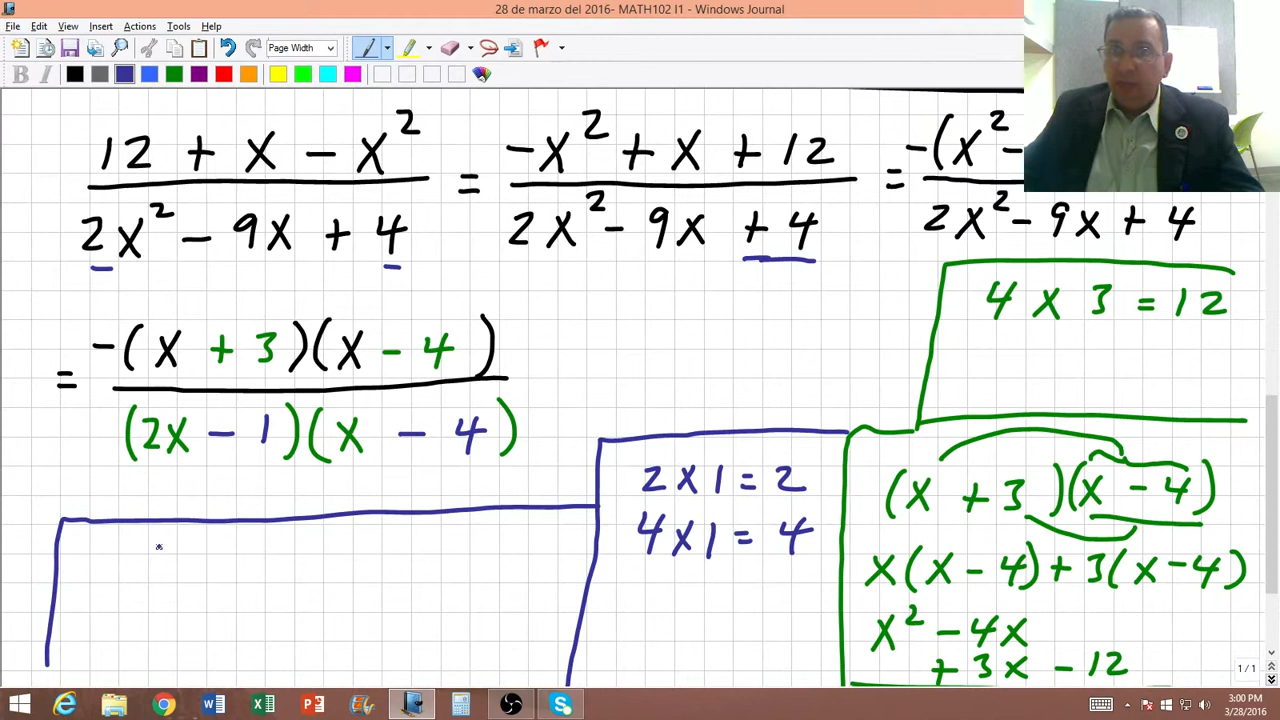 28 de marzo del 2016- MATH102 I1 - Windows Journal
File Edit View Insert Actions Tools Help
Page Width
B I
12 + x - x² / 2x² - 9x + 4 = -x² + x + 12 / 2x² - 9x + 4 = -(x² - / 2x² - 9x + 4
4 x 3 = 12
= -(x + 3)(x - 4) / (2x - 1)(x - 4)
2 x 1 = 2
4 x 1 = 4
(x + 3)(x - 4)
x(x - 4) + 3(x - 4)
x² - 4x
+ 3x - 12
1 / 1
3:00 PM
3/28/2016